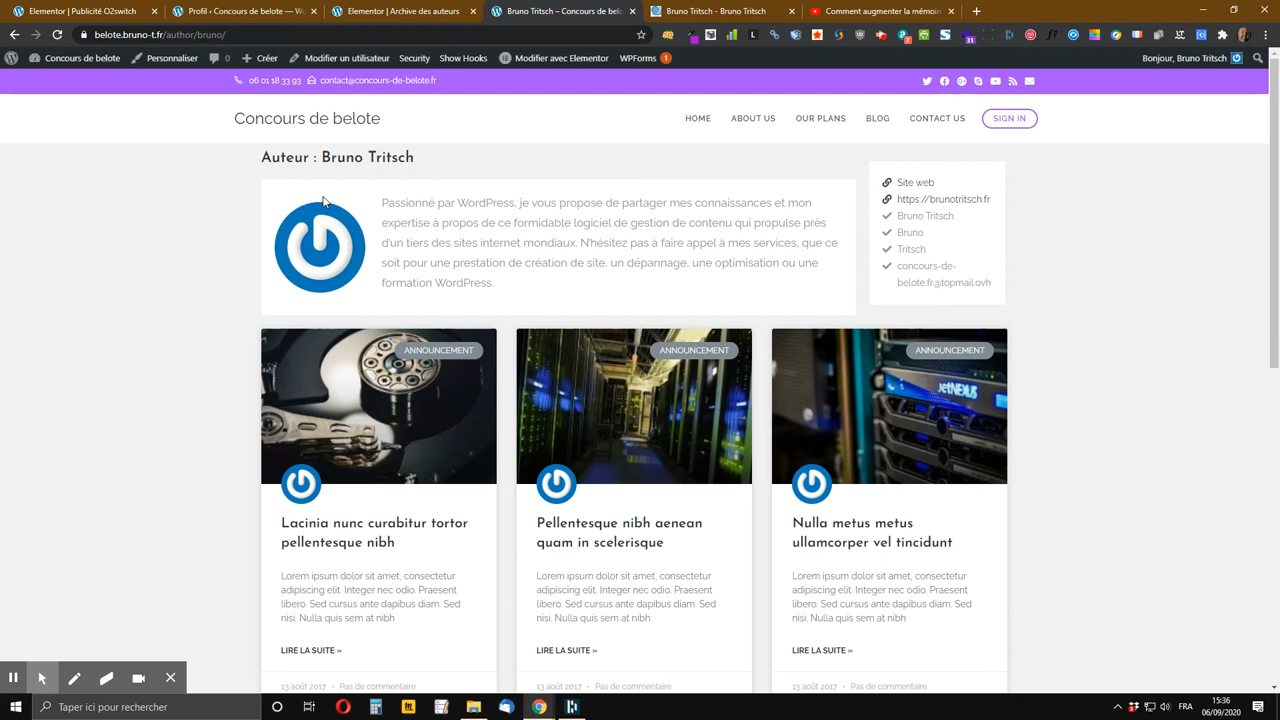 Elementor | Publicité O2switch
Profil ‹ Concours de belote — W
Elementor | Archive des auteurs
Bruno Tritsch – Concours de belo
Bruno Tritsch - Bruno Tritsch
Comment augmenter la mémoi
belote.bruno-t.fr/author/bruno/
Concours de belote
Personnaliser
0
Créer
Modifier un utilisateur
Security
Show Hooks
Modifier avec Elementor
WPForms
1
Bonjour, Bruno Tritsch
06 01 18 33 93
contact@concours-de-belote.fr
Concours de belote
HOME
ABOUT US
OUR PLANS
BLOG
CONTACT US
SIGN IN
Auteur : Bruno Tritsch
Passionné par WordPress, je vous propose de partager mes connaissances et mon
expertise à propos de ce formidable logiciel de gestion de contenu qui propulse près
d'un tiers des sites internet mondiaux. N'hésitez pas à faire appel à mes services, que ce
soit pour une prestation de création de site, un dépannage, une optimisation ou une
formation WordPress.
Site web
https://brunotritsch.fr
Bruno Tritsch
Bruno
Tritsch
concours-de-
belote.fr@topmail.ovh
ANNOUNCEMENT
Lacinia nunc curabitur tortor
pellentesque nibh
Lorem ipsum dolor sit amet, consectetur
adipiscing elit. Integer nec odio. Praesent
libero. Sed cursus ante dapibus diam. Sed
nisi. Nulla quis sem at nibh
LIRE LA SUITE »
13 août 2017 • Pas de commentaire
ANNOUNCEMENT
Pellentesque nibh aenean
quam in scelerisque
Lorem ipsum dolor sit amet, consectetur
adipiscing elit. Integer nec odio. Praesent
libero. Sed cursus ante dapibus diam. Sed
nisi. Nulla quis sem at nibh
LIRE LA SUITE »
13 août 2017 • Pas de commentaire
ANNOUNCEMENT
jetNEXUS
Nulla metus metus
ullamcorper vel tincidunt
Lorem ipsum dolor sit amet, consectetur
adipiscing elit. Integer nec odio. Praesent
libero. Sed cursus ante dapibus diam. Sed
nisi. Nulla quis sem at nibh
LIRE LA SUITE »
13 août 2017 • Pas de commentaire
Taper ici pour rechercher
FRA
15:36
06/09/2020